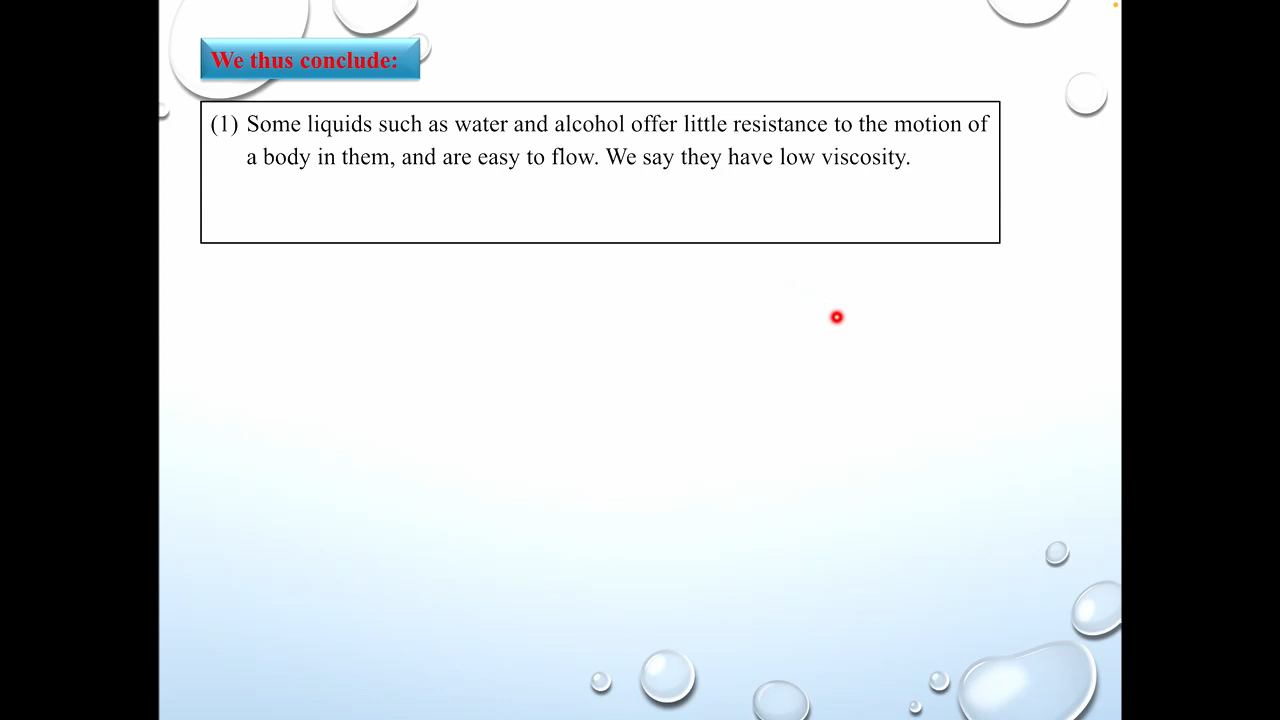 We thus conclude:
(1) Some liquids such as water and alcohol offer little resistance to the motion of
a body in them, and are easy to flow. We say they have low viscosity.